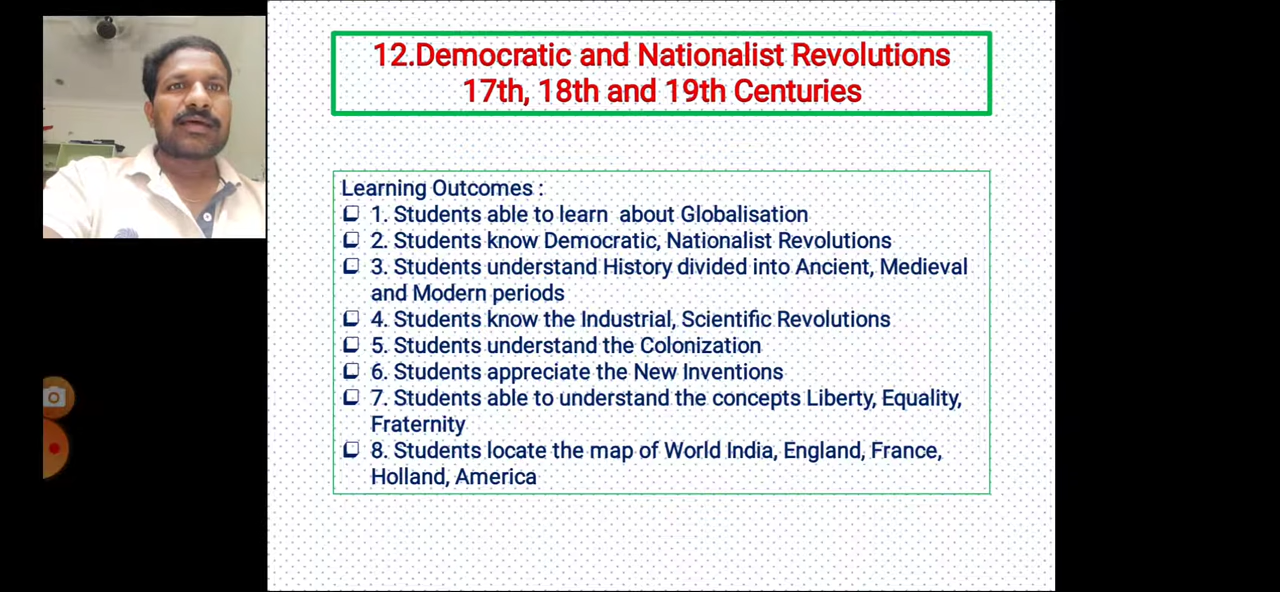 12.Democratic and Nationalist Revolutions
17th, 18th and 19th Centuries
Learning Outcomes :
1. Students able to learn about Globalisation
2. Students know Democratic, Nationalist Revolutions
3. Students understand History divided into Ancient, Medieval
and Modern periods
4. Students know the Industrial, Scientific Revolutions
5. Students understand the Colonization
6. Students appreciate the New Inventions
7. Students able to understand the concepts Liberty, Equality,
Fraternity
8. Students locate the map of World India, England, France,
Holland, America